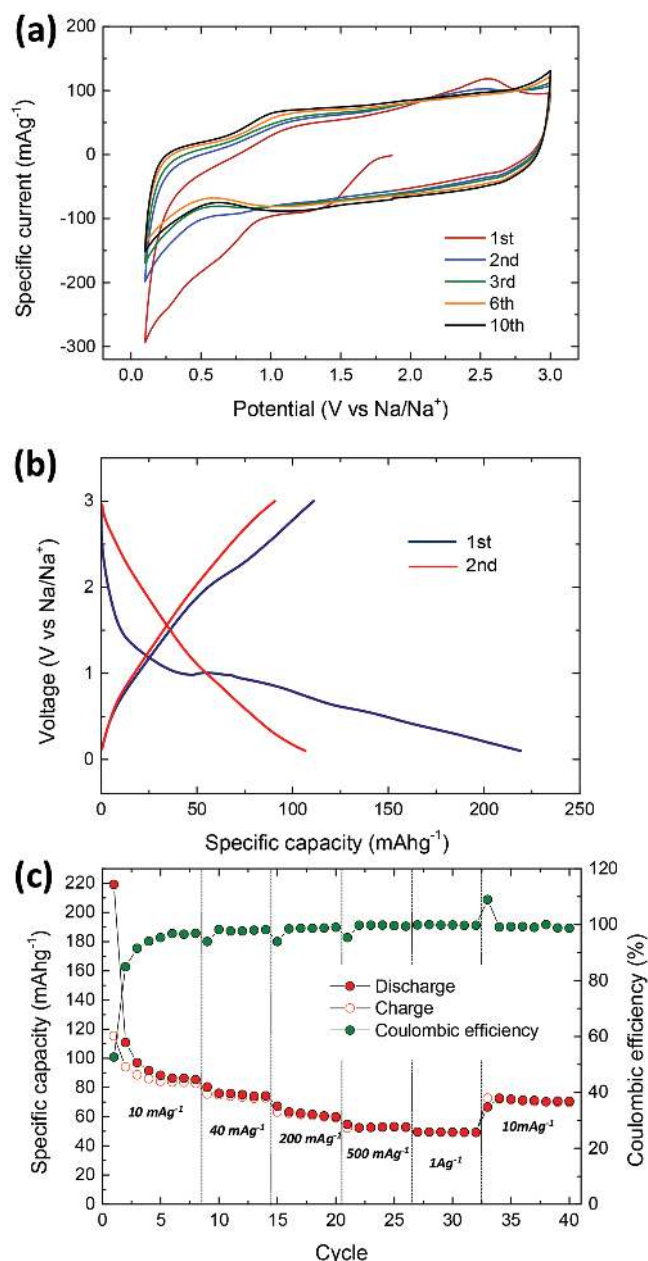 (a)
200
100
0
-100
-200
-300
Specific current (mAg-1)
1st
2nd
3rd
6th
10th
0.0 0.5 1.0 1.5 2.0 2.5 3.0
Potential (V vs Na/Na+)
(b)
3
2
1
0
Voltage (V vs Na/Na+)
1st
2nd
0 50 100 150 200 250
Specific capacity (mAhg-1)
(c)
220
200
180
160
140
120
100
80
60
40
20
0
Specific capacity (mAhg-1)
120
100
80
60
40
20
0
Coulombic efficiency (%)
Discharge
Charge
Coulombic efficiency
10 mAg-1
40 mAg-1
200 mAg-1
500 mAg-1
1Ag-1
10mAg-1
0 5 10 15 20 25 30 35 40
Cycle